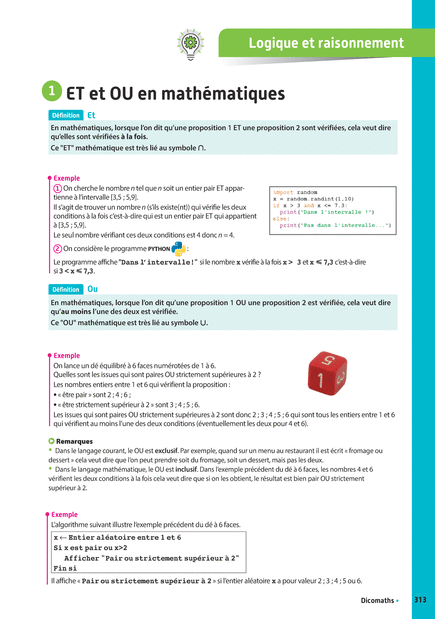 Logique et raisonnement
1 ET et OU en mathématiques
Définition Et
En mathématiques, lorsque l'on dit qu'une proposition 1 ET une proposition 2 sont vérifiées, cela veut dire
qu'elles sont vérifiées à la fois.
Ce "ET" mathématique est très lié au symbole ∩.
Exemple
1 On cherche le nombre n tel que n soit un entier pair ET appar-
tienne à l'intervalle [3,5 ; 5,9].
Il s'agit de trouver un nombre n (s'ils existe(nt)) qui vérifie les deux
conditions à la fois c'est-à-dire qui est un entier pair ET qui appartient
à [3,5 ; 5,9].
Le seul nombre vérifiant ces deux conditions est 4 donc n = 4.
import random
x = random.randint(1,10)
if x > 3 and x <= 7.3:
print("Dans l'intervalle !")
else:
print("Pas dans l'intervalle...")
2 On considère le programme PYTHON :
Le programme affiche "Dans l'intervalle!" si le nombre x vérifie à la fois x > 3 et x ⩽ 7,3 c'est-à-dire
si 3 < x ⩽ 7,3.
Définition Ou
En mathématiques, lorsque l'on dit qu'une proposition 1 OU une proposition 2 est vérifiée, cela veut dire
qu'au moins l'une des deux est vérifiée.
Ce "OU" mathématique est très lié au symbole ∪.
Exemple
On lance un dé équilibré à 6 faces numérotées de 1 à 6.
Quelles sont les issues qui sont paires OU strictement supérieures à 2 ?
Les nombres entiers entre 1 et 6 qui vérifient la proposition :
• « être pair » sont 2 ; 4 ; 6 ;
• « être strictement supérieur à 2 » sont 3 ; 4 ; 5 ; 6.
Les issues qui sont paires OU strictement supérieures à 2 sont donc 2 ; 3 ; 4 ; 5 ; 6 qui sont tous les entiers entre 1 et 6
qui vérifient au moins l'une des deux conditions (éventuellement les deux pour 4 et 6).
5
1
Remarques
• Dans le langage courant, le OU est exclusif. Par exemple, quand sur un menu au restaurant il est écrit « fromage ou
dessert » cela veut dire que l'on peut prendre soit du fromage, soit un dessert, mais pas les deux.
• Dans le langage mathématique, le OU est inclusif. Dans l'exemple précédent du dé à 6 faces, les nombres 4 et 6
vérifient les deux conditions à la fois cela veut dire que si on les obtient, le résultat est bien pair OU strictement
supérieur à 2.
Exemple
L'algorithme suivant illustre l'exemple précédent du dé à 6 faces.
x ← Entier aléatoire entre 1 et 6
Si x est pair ou x>2
Afficher "Pair ou strictement supérieur à 2"
Fin si
Il affiche « Pair ou strictement supérieur à 2 » si l'entier aléatoire x a pour valeur 2 ; 3 ; 4 ; 5 ou 6.
Dicomaths • 313